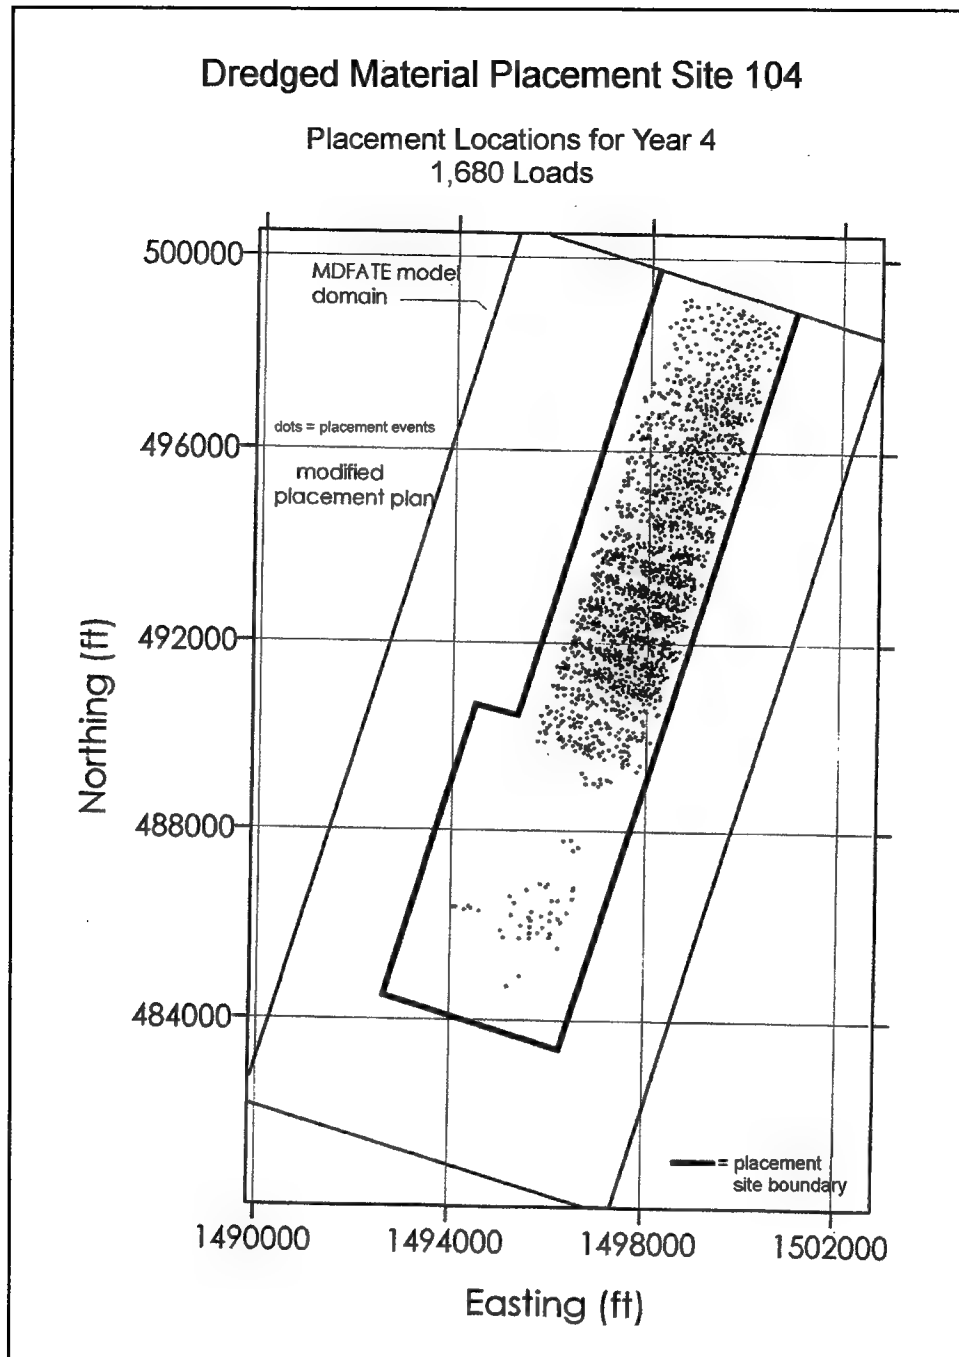 Dredged Material Placement Site 104
Placement Locations for Year 4
1,680 Loads
500000
MDFATE model
domain
dots = placement events
496000
modified
placement plan
492000
Northing (ft)
488000
484000
= placement
site boundary
1490000
1494000
1498000
1502000
Easting (ft)